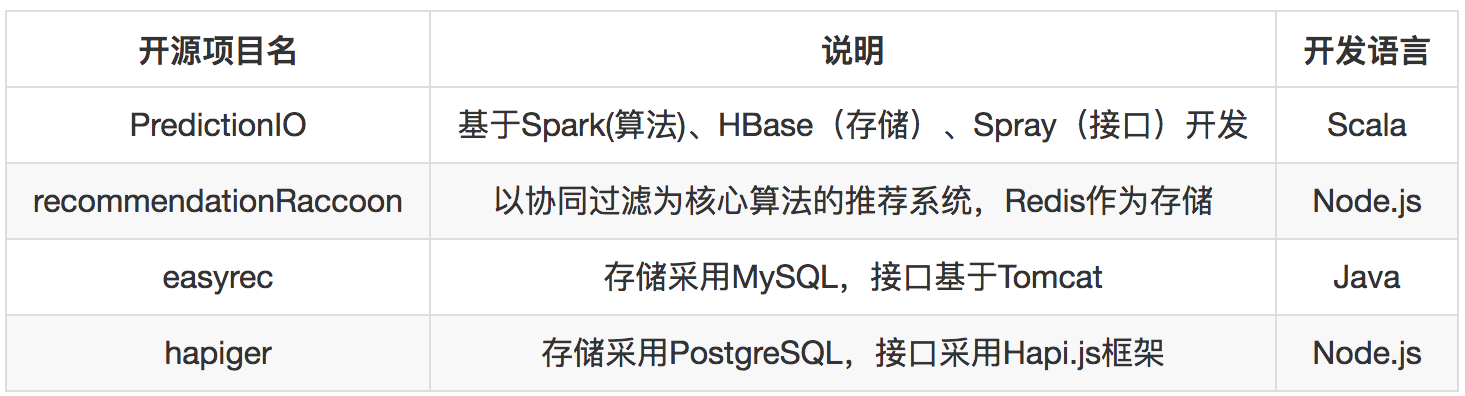 开源项目名 说明 开发语言
PredictionIO 基于Spark(算法)、HBase（存储）、Spray（接口）开发 Scala
recommendationRaccoon 以协同过滤为核心算法的推荐系统，Redis作为存储 Node.js
easyrec 存储采用MySQL，接口基于Tomcat Java
hapiger 存储采用PostgreSQL，接口采用Hapi.js框架 Node.js